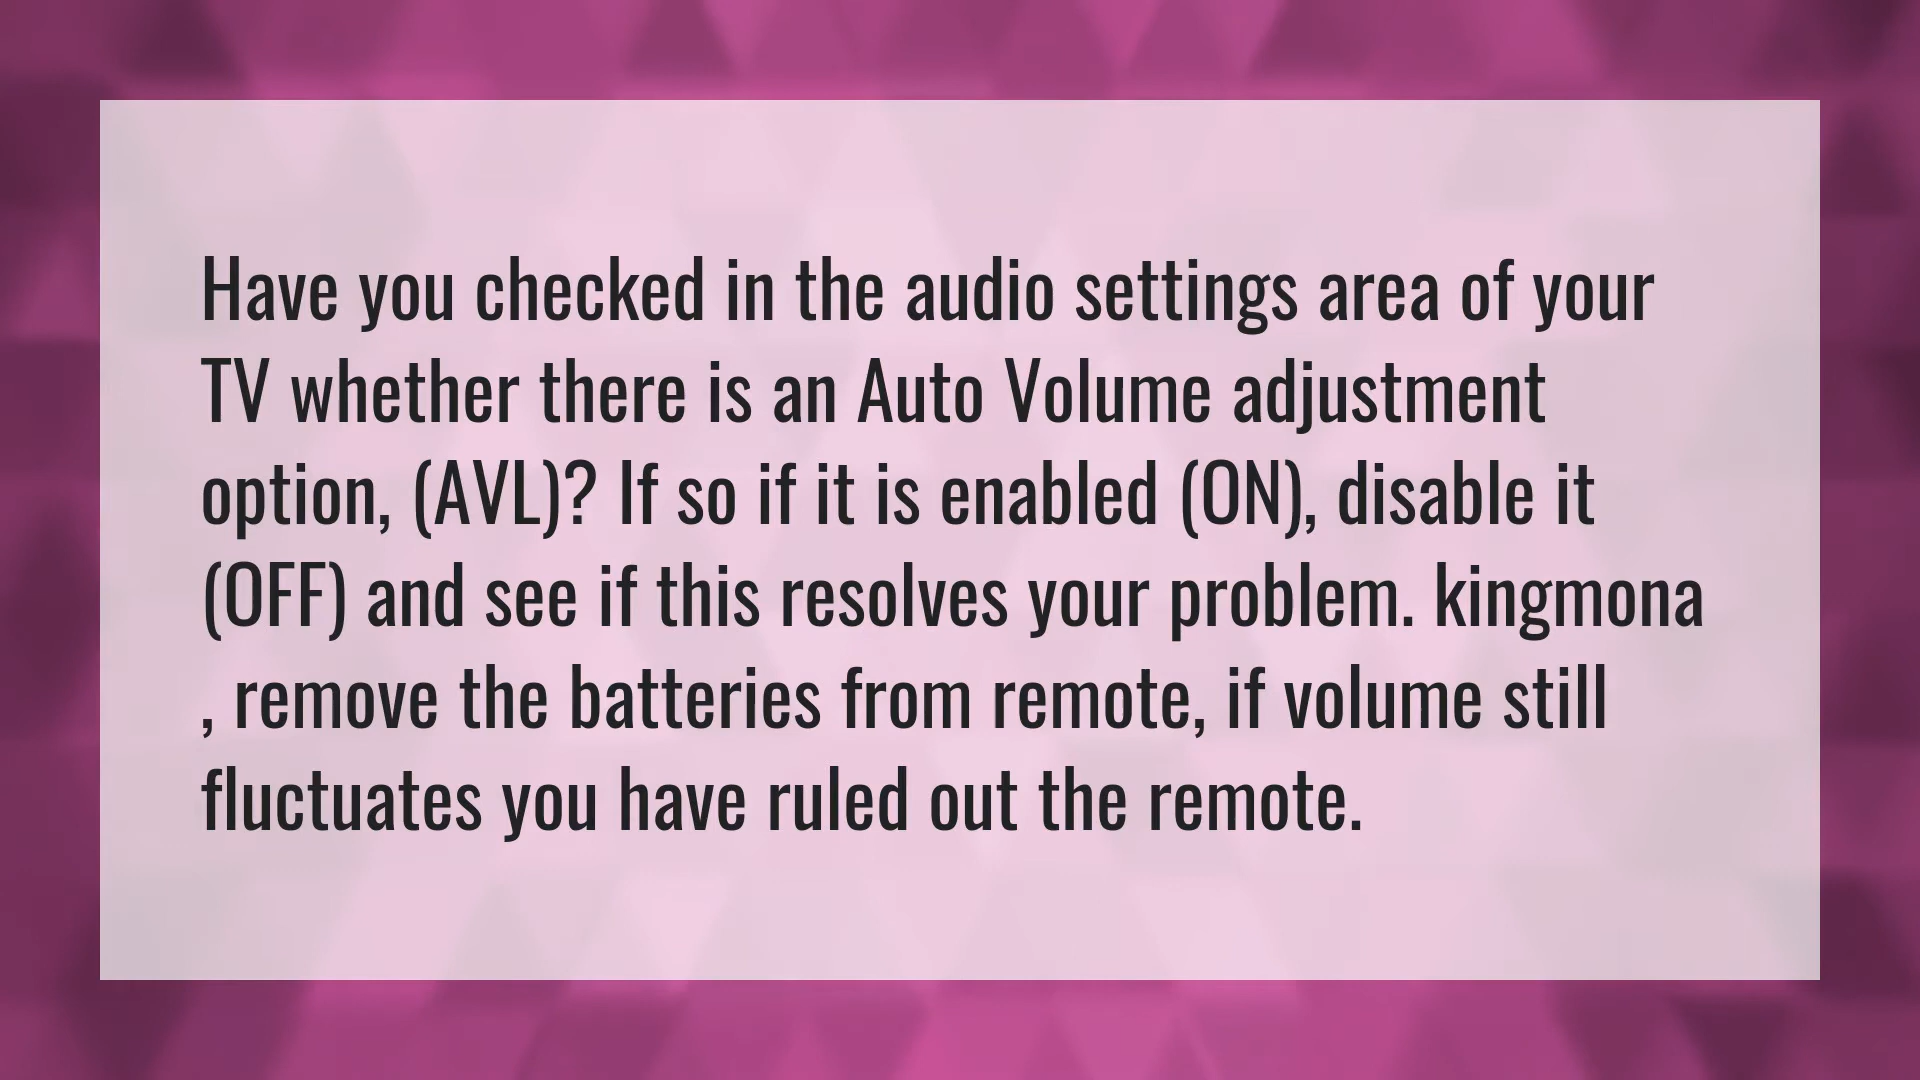 Have you checked in the audio settings area of your
TV whether there is an Auto Volume adjustment
option, (AVL)? If so if it is enabled (ON), disable it
(OFF) and see if this resolves your problem. kingmona
, remove the batteries from remote, if volume still
fluctuates you have ruled out the remote.